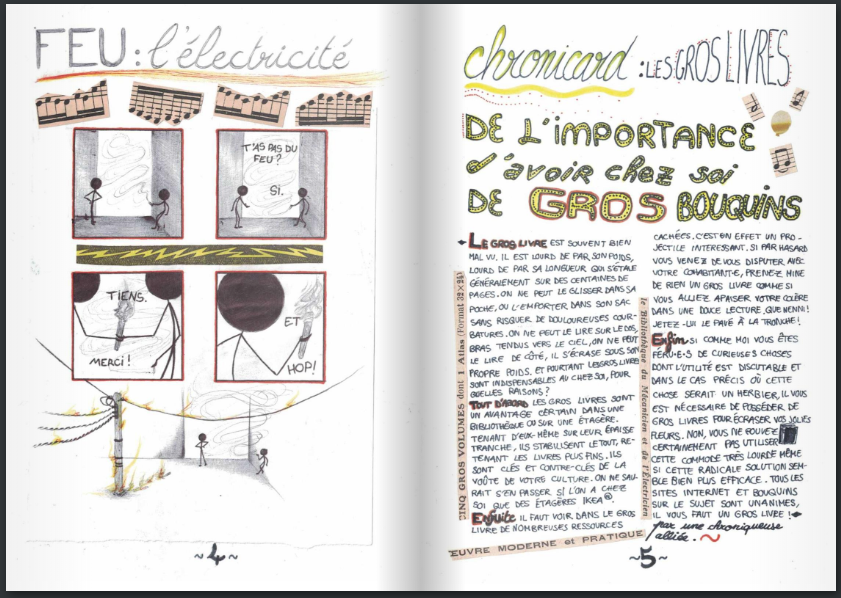 FEU : l'électricité
T'AS PAS DU
FEU ?
SI.
TIENS.
MERCI !
ET
HOP!
~4~
chronicard : LES GROS LIVRES
DE L'IMPORTANCE
d'avoir chez soi
DE GROS BOUQUINS
LE GROS LIVRE EST SOUVENT BIEN
MAL VU. IL EST LOURD DE PAR SON POIDS,
LOURD DE PAR SA LONGUEUR QUI S'ÉTALE
GÉNÉRALEMENT SUR DES CENTAINES DE
PAGES. ON NE PEUT LE GLISSER DANS SA
POCHE, OU L'EMPORTER DANS SON SAC
SANS RISQUER DE DOULOUREUSES COUR-
BATURES. ON NE PEUT LE LIRE SUR LE DOS,
BRAS TENDUS VERS LE CIEL, ON NE PEUT
LE LIRE DE CÔTÉ, IL S'ÉCRASE SOUS SON
PROPRE POIDS. ET POURTANT LES GROS LIVRES
SONT INDISPENSABLES AU CHEZ SOI, POUR
QUELLES RAISONS ?
TOUT D'ABORD LES GROS LIVRES SONT
UN AVANTAGE CERTAIN DANS UNE
BIBLIOTHÈQUE OU SUR UNE ÉTAGÈRE.
TENANT D'EUX-MÊME SUR LEUR ÉPAISSE
TRANCHE, ILS STABILISENT LE TOUT, RE-
TENANT LES LIVRES PLUS FINS. ILS
SONT CLÉS ET CONTRE-CLÉS DE LA
VOÛTE DE VOTRE CULTURE. ON NE SAU-
RAIT S'EN PASSER SI L'ON A CHEZ
SOI QUE DES ÉTAGÈRES IKEA®.
Ensuite IL FAUT VOIR DANS LE GROS
LIVRE DE NOMBREUSES RESSOURCES
CACHÉES. C'EST EN EFFET UN PRO-
JECTILE INTÉRESSANT. SI PAR HASARD
VOUS VENEZ DE VOUS DISPUTER AVEC
VOTRE COHABITANT·E, PRENEZ MINE
DE RIEN UN GROS LIVRE COMME SI
VOUS ALLIEZ APAISER VOTRE COLÈRE
DANS UNE DOUCE LECTURE, QUE NENNI !
JETEZ-LUI LE PAVÉ À LA TRONCHE !
Enfin SI COMME MOI VOUS ÊTES
FÉRU·E·S DE CURIEUSES CHOSES
DONT L'UTILITÉ EST DISCUTABLE ET
DANS LE CAS PRÉCIS OÙ CETTE
CHOSE SERAIT UN HERBIER, IL VOUS
EST NÉCESSAIRE DE POSSÉDER DE
GROS LIVRES POUR ÉCRASER VOS JOLIES
FLEURS. NON, VOUS NE POUVEZ
CERTAINEMENT PAS UTILISER
CETTE COMMODE TRÈS LOURDE MÊME
SI CETTE RADICALE SOLUTION SEM-
BLE BIEN PLUS EFFICACE. TOUS LES
SITES INTERNET ET BOUQUINS
SUR LE SUJET SONT UNANIMES,
IL VOUS FAUT UN GROS LIVRE !
par une chroniqueuse
alliée.
CINQ GROS VOLUMES dont 1 Atlas (Format 32×24)
la Bibliothèque du Mécanicien et de l'Électricien
ŒUVRE MODERNE et PRATIQUE
~5~